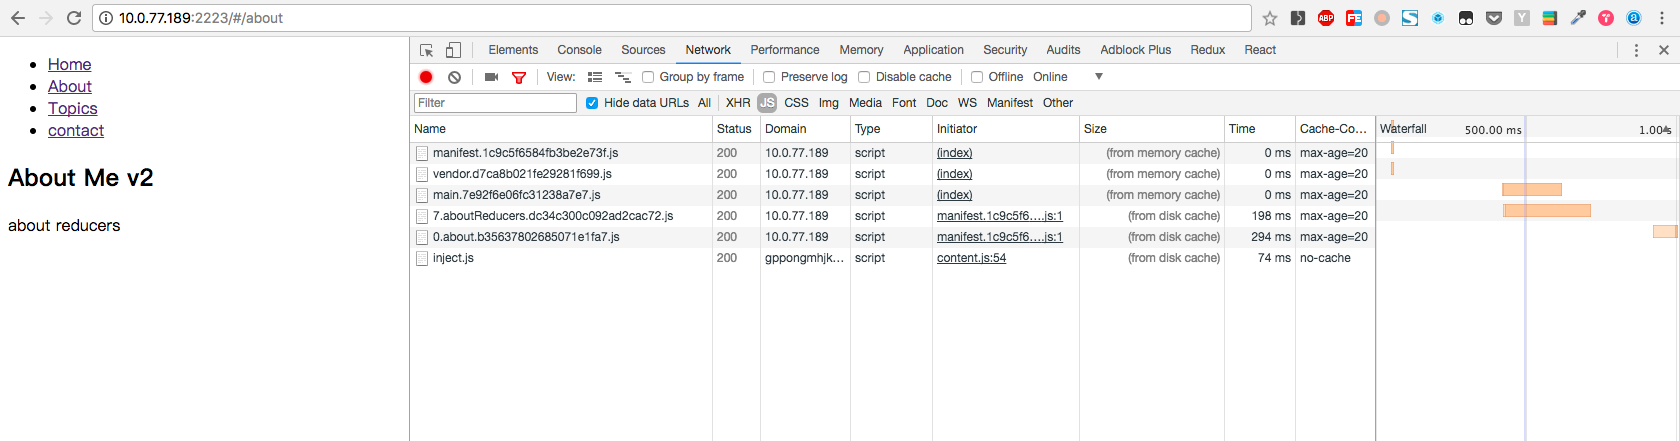 10.0.77.189:2223/#/about
ABP FE S Y Y a
Home
About
Topics
contact
About Me v2
about reducers
Elements Console Sources Network Performance Memory Application Security Audits Adblock Plus Redux React
View: Group by frame Preserve log Disable cache Offline Online
Filter Hide data URLs All XHR JS CSS Img Media Font Doc WS Manifest Other
Name Status Domain Type Initiator Size Time Cache-Co... Waterfall 500.00 ms 1.00 s
manifest.1c9c5f6584fb3be2e73f.js 200 10.0.77.189 script (index) (from memory cache) 0 ms max-age=20
vendor.d7ca8b021fe29281f699.js 200 10.0.77.189 script (index) (from memory cache) 0 ms max-age=20
main.7e92f6e06fc31238a7e7.js 200 10.0.77.189 script (index) (from memory cache) 0 ms max-age=20
7.aboutReducers.dc34c300c092ad2cac72.js 200 10.0.77.189 script manifest.1c9c5f6....js:1 (from disk cache) 198 ms max-age=20
0.about.b35637802685071e1fa7.js 200 10.0.77.189 script manifest.1c9c5f6....js:1 (from disk cache) 294 ms max-age=20
inject.js 200 gppongmhjk... script content.js:54 (from disk cache) 74 ms no-cache